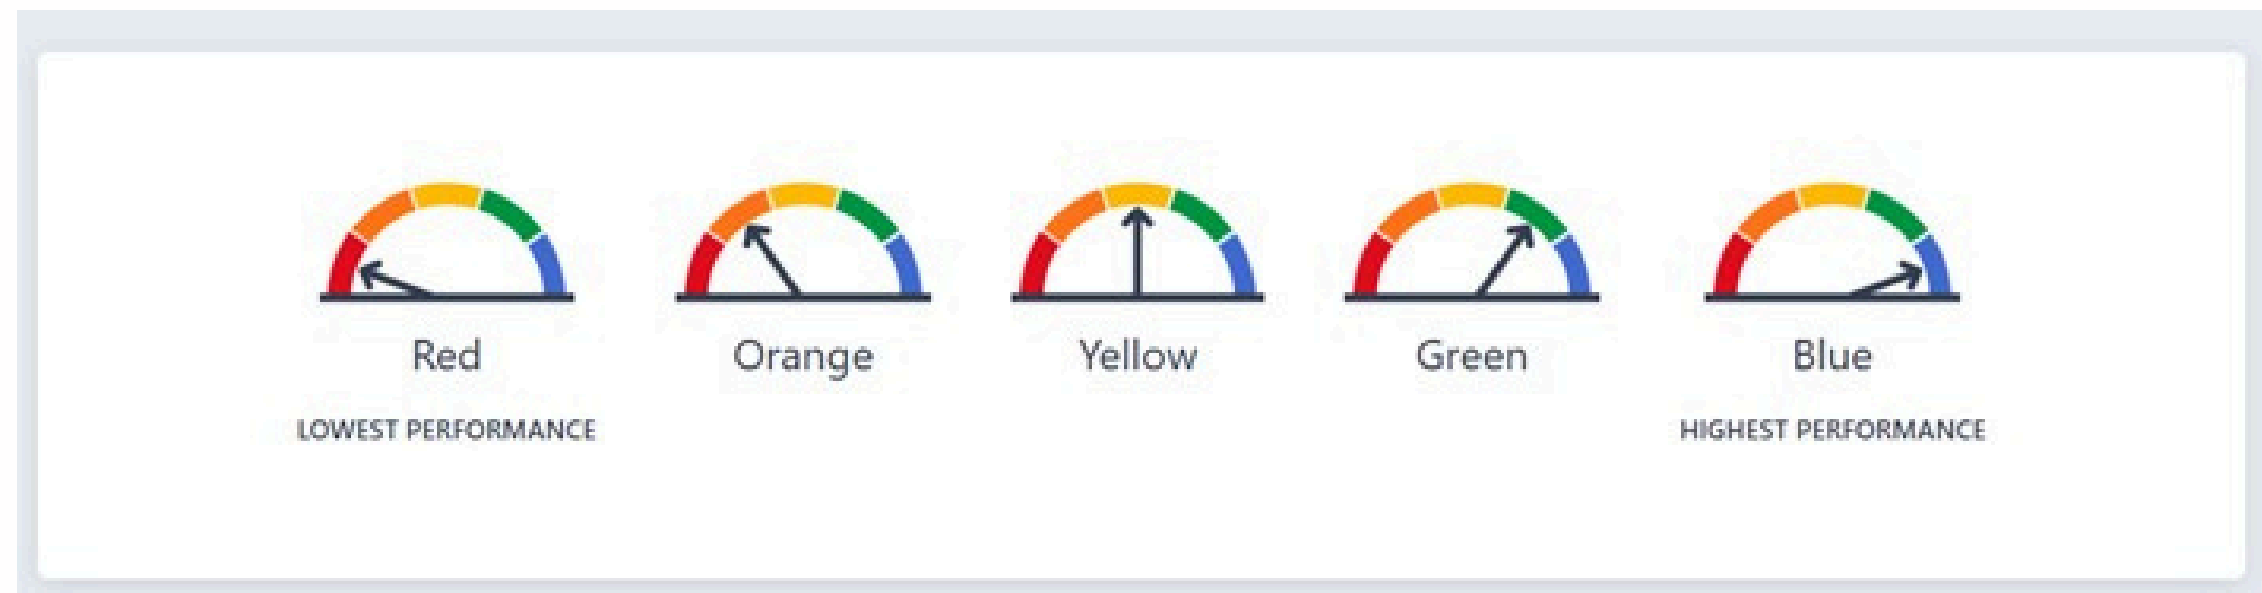 Red
Orange
Yellow
Green
Blue
LOWEST PERFORMANCE
HIGHEST PERFORMANCE